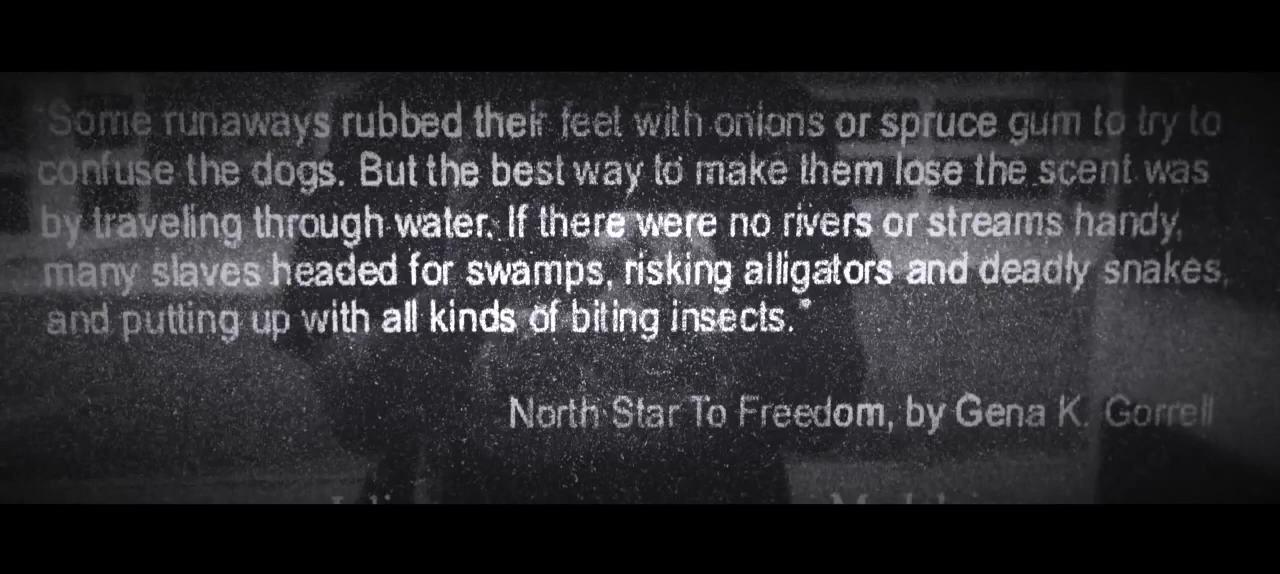 "Some runaways rubbed their feet with onions or spruce gum to try to
confuse the dogs. But the best way to make them lose the scent was
by traveling through water. If there were no rivers or streams handy,
many slaves headed for swamps, risking alligators and deadly snakes,
and putting up with all kinds of biting insects."
North Star To Freedom, by Gena K. Gorrell